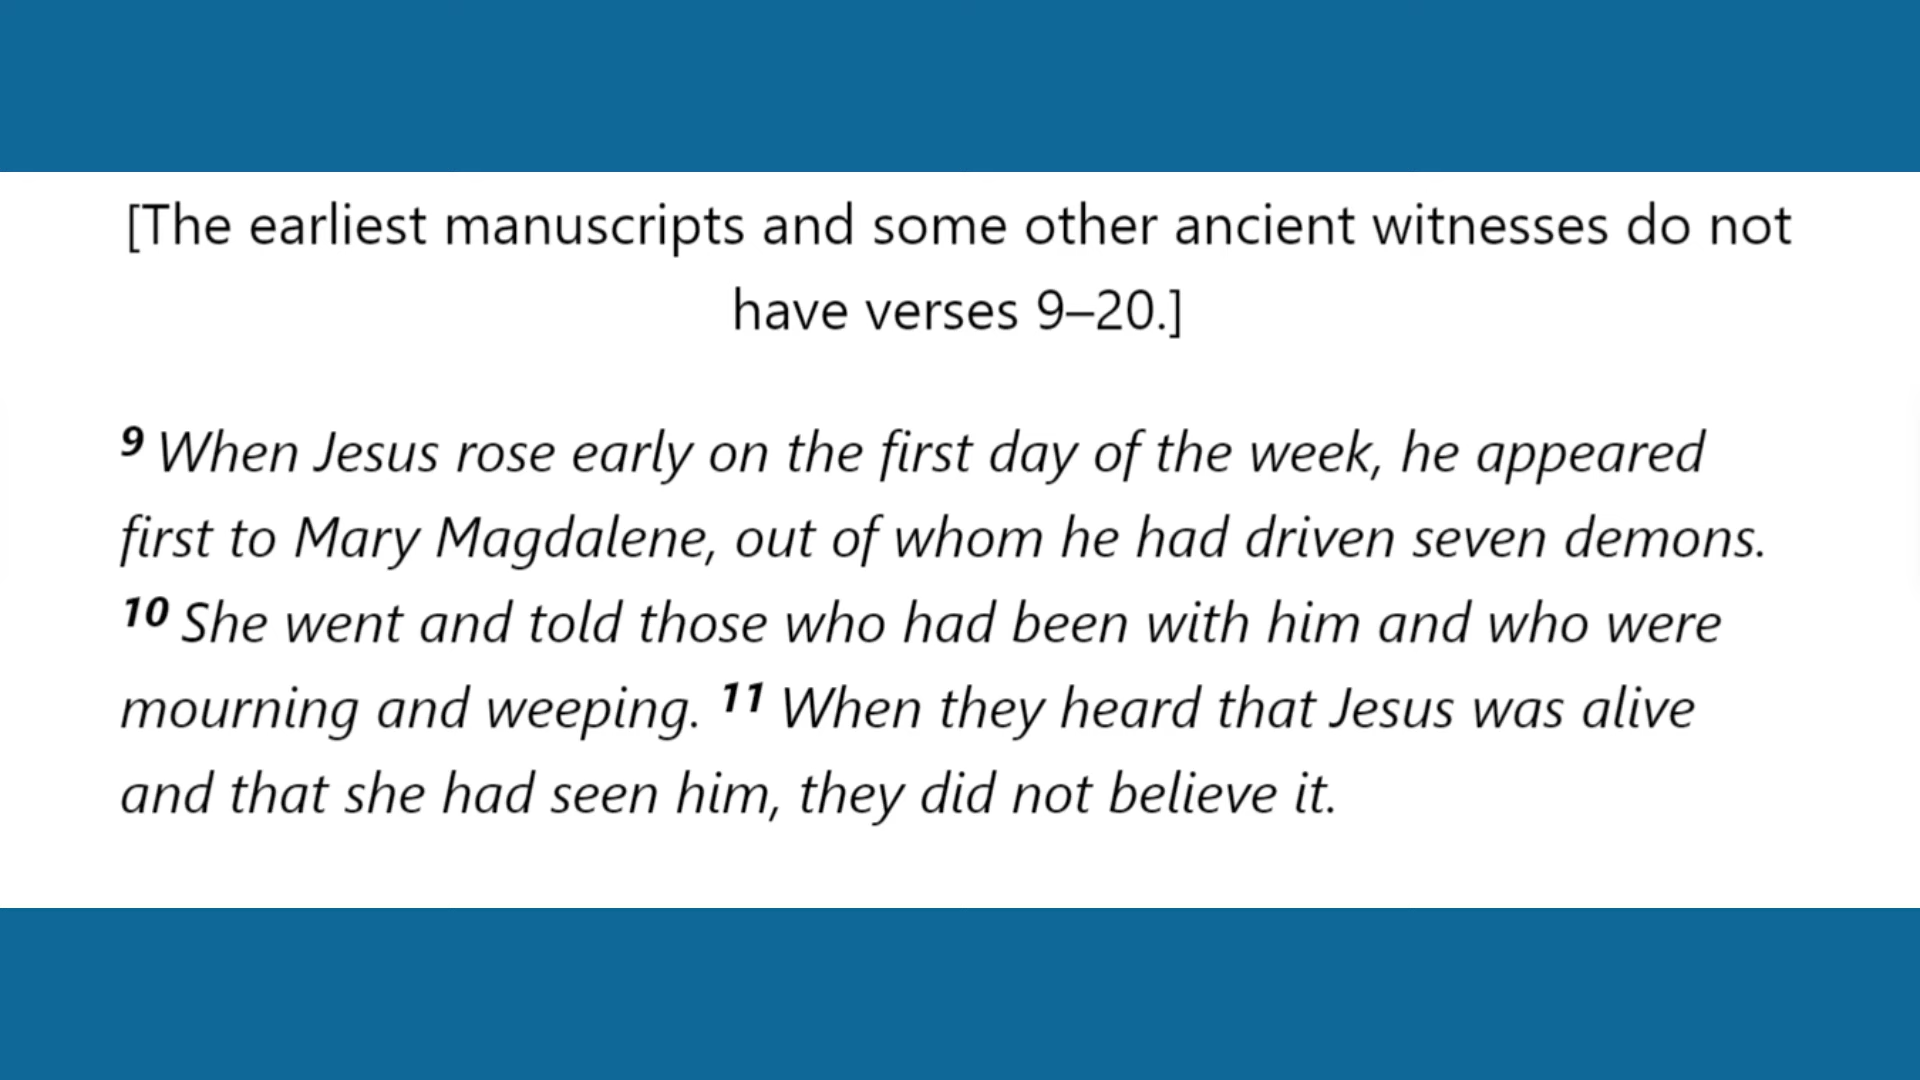 [The earliest manuscripts and some other ancient witnesses do not
have verses 9–20.]
9 When Jesus rose early on the first day of the week, he appeared
first to Mary Magdalene, out of whom he had driven seven demons.
10 She went and told those who had been with him and who were
mourning and weeping. 11 When they heard that Jesus was alive
and that she had seen him, they did not believe it.